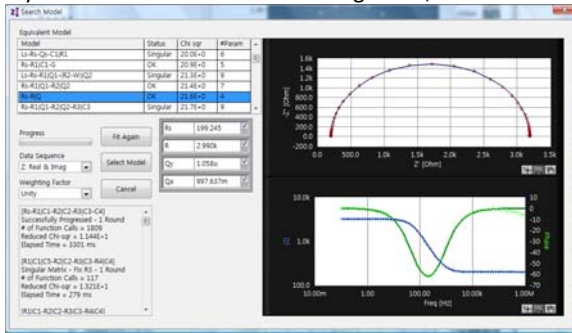 Search Model
Equivalent Model
Model Status Chi sqr #Param
Ls-Rs-Qs-C1|R1 Singular 20.0E+0 6
Rs-R1|C1-G OK 20.9E+0 5
Ls-Rs-R1|Q1-(R2-W)|Q2 Singular 21.3E+0 9
Rs-R1|Q1-R2|Q2 OK 21.4E+0 7
Rs-R|Q OK 21.6E+0 4
Rs-R1|Q1-R2|Q2-R3|C3 Singular 21.7E+0 9
Progress
Fit Again
Data Sequence
Z: Real & Imag
Select Model
Weighting Factor
Unity
Cancel
Rs 199.245
R 2.990k
Qy 1.058u
Qa 997.637m
[Rs-R1|C1-R2|C2-R3|C3-C4]
Successfully Progressed - 1 Round
# of Function Calls = 1809
Reduced Chi-sqr = 1.144E+1
Elapsed Time = 3301 ms
[R1|C1|C5-R2|C2-R3|C3-R4|C4]
Singular Matrix - Fix R3 - 1 Round
# of Function Calls = 117
Reduced Chi-sqr = 1.321E+1
Elapsed Time = 279 ms
[R1|C1-R2|C2-R3|C3-R4|C4]
1.6k
1.4k
1.2k
1.0k
800.0
600.0
400.0
200.0
0.0
-200.0
-Z" [Ohm]
0.0 500.0 1.0k 1.5k 2.0k 2.5k 3.0k 3.5k
Z' [Ohm]
10.0k
1.0k
100.0
|Z|
10
0
-10
-20
-30
-40
-50
-60
-70
Phase
10.00m 1.00 100.00 10.00k 1.00M
Freq [Hz]